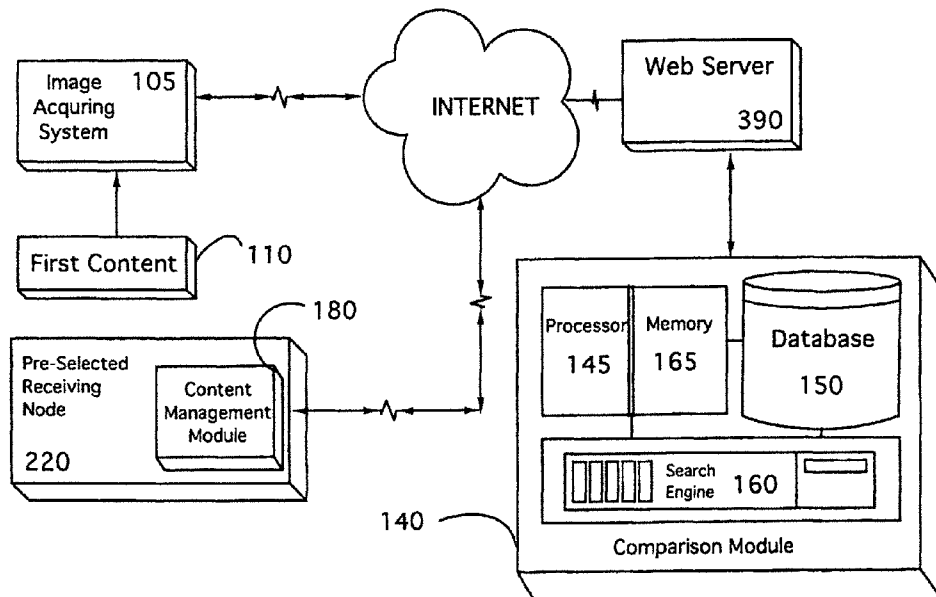 Image
Acquiring
System
105
INTERNET
Web Server
390
First Content
110
180
Pre-Selected
Receiving
Node
220
Content
Management
Module
Processor
145
Memory
165
Database
150
Search
Engine
160
140
Comparison Module